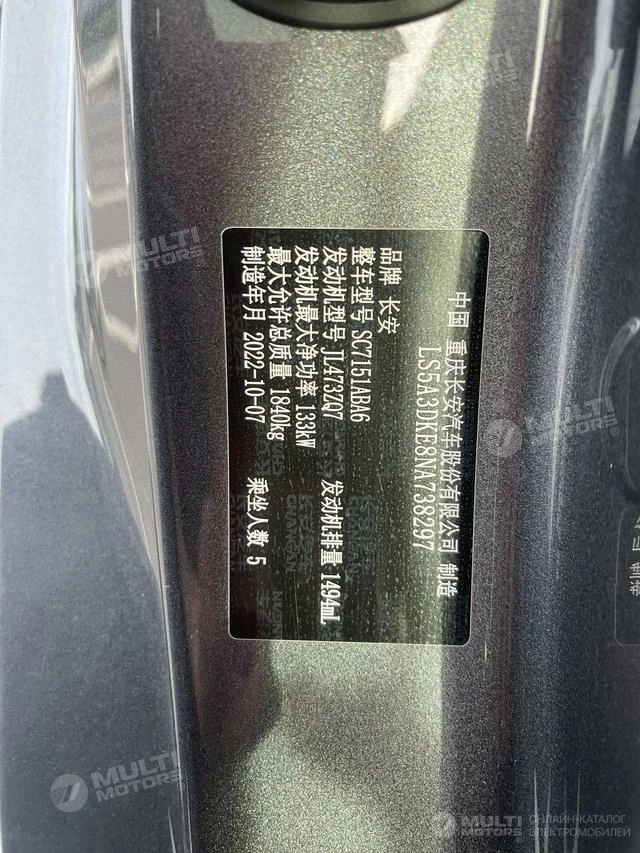 中国 重庆长安汽车股份有限公司 制造
LS5A3DKE8NA738297
品牌 长安
整车型号 SC7151ABA6
发动机型号 JL473ZQ7 发动机排量 1494mL
发动机最大净功率 133kW
最大允许总质量 1840kg
制造年月 2022-10-07 乘坐人数 5
制造
MULTI MOTORS
MULTI MOTORS
MULTI MOTORS
MULTI MOTORS
MULTI MOTORS
ОНЛАЙН-КАТАЛОГ
ЭЛЕКТРОМОБИЛЕЙ